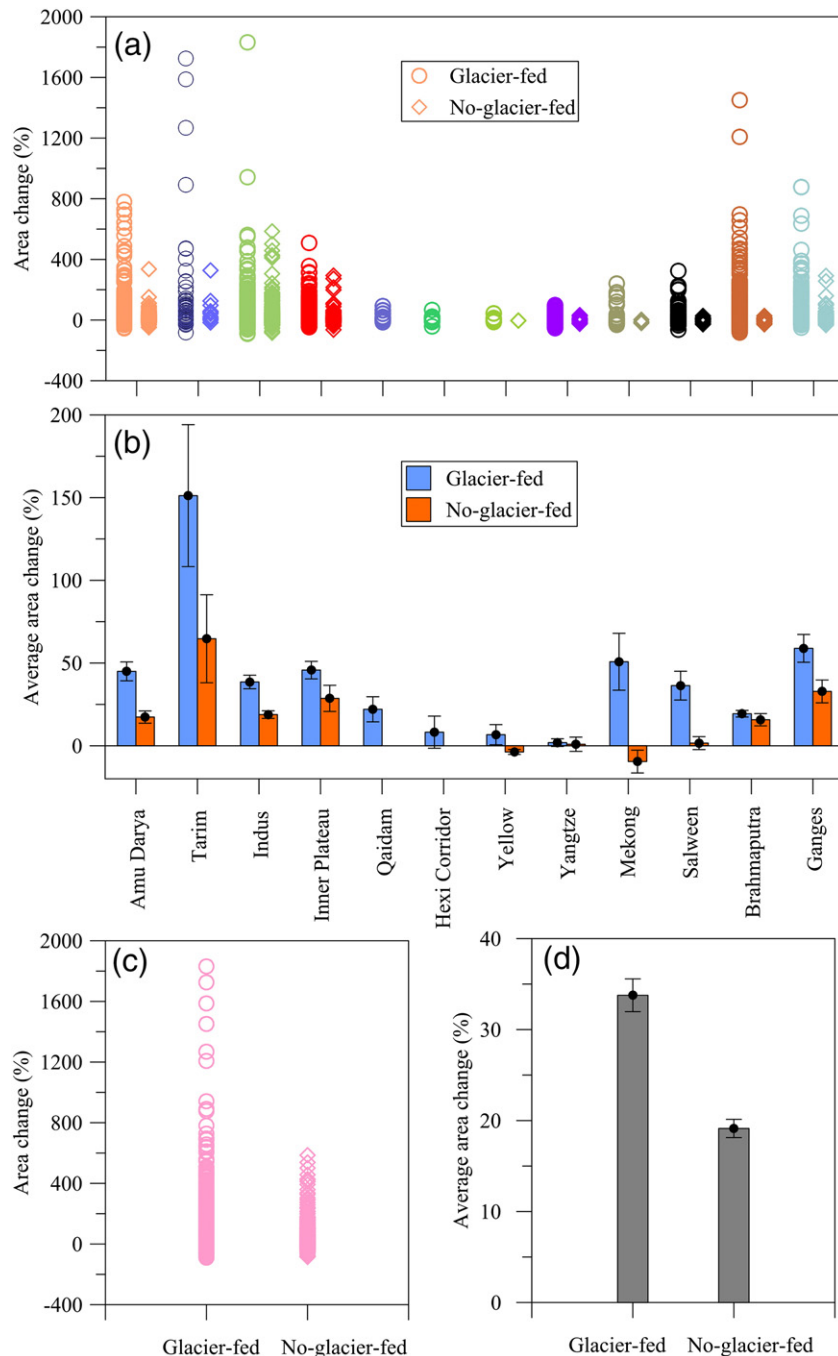 (a)
2000
1600
1200
800
400
0
-400
Area change (%)
Glacier-fed
No-glacier-fed
(b)
200
150
100
50
0
Average area change (%)
Glacier-fed
No-glacier-fed
Amu Darya
Tarim
Indus
Inner Plateau
Qaidam
Hexi Corridor
Yellow
Yangtze
Mekong
Salween
Brahmaputra
Ganges
(c)
2000
1600
1200
800
400
0
-400
Area change (%)
Glacier-fed
No-glacier-fed
(d)
40
30
20
10
0
Average area change (%)
Glacier-fed
No-glacier-fed